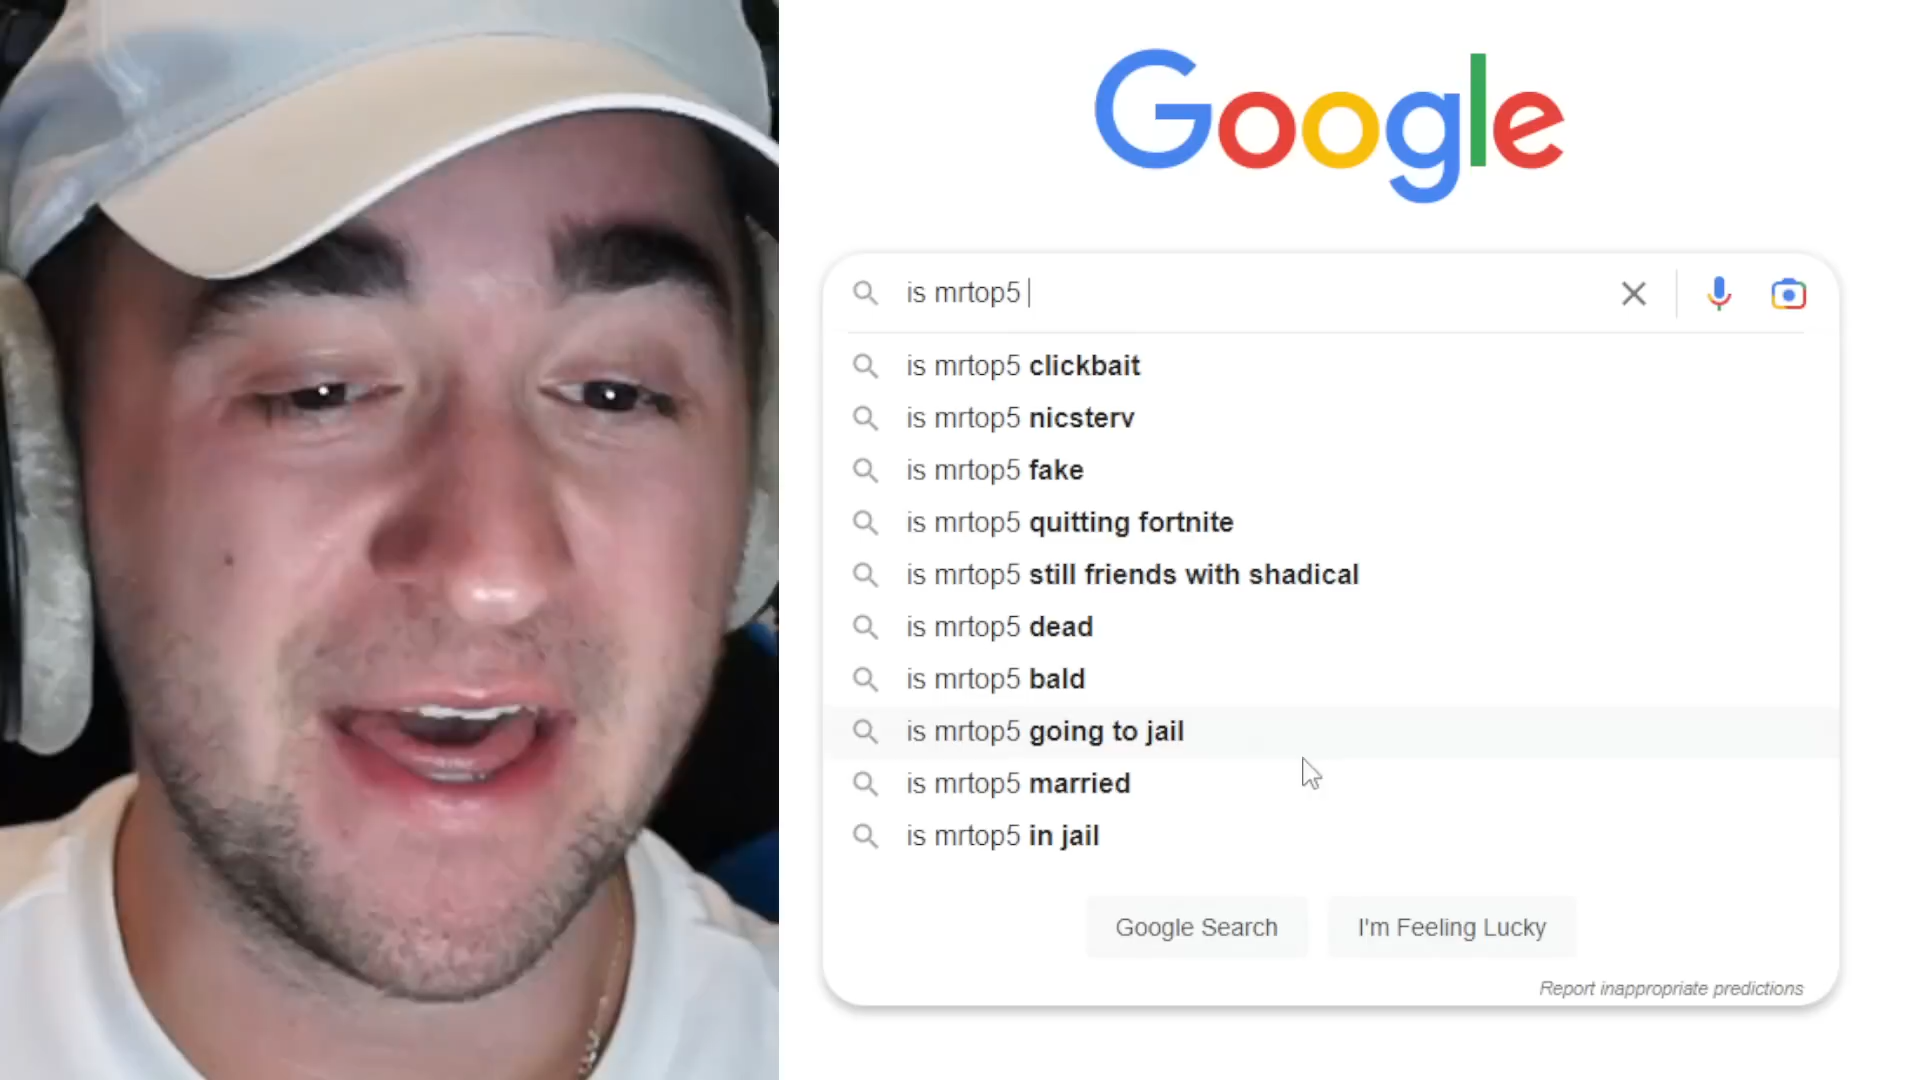 Google
is mrtop5
is mrtop5 clickbait
is mrtop5 nicsterv
is mrtop5 fake
is mrtop5 quitting fortnite
is mrtop5 still friends with shadical
is mrtop5 dead
is mrtop5 bald
is mrtop5 going to jail
is mrtop5 married
is mrtop5 in jail
Google Search I'm Feeling Lucky
Report inappropriate predictions